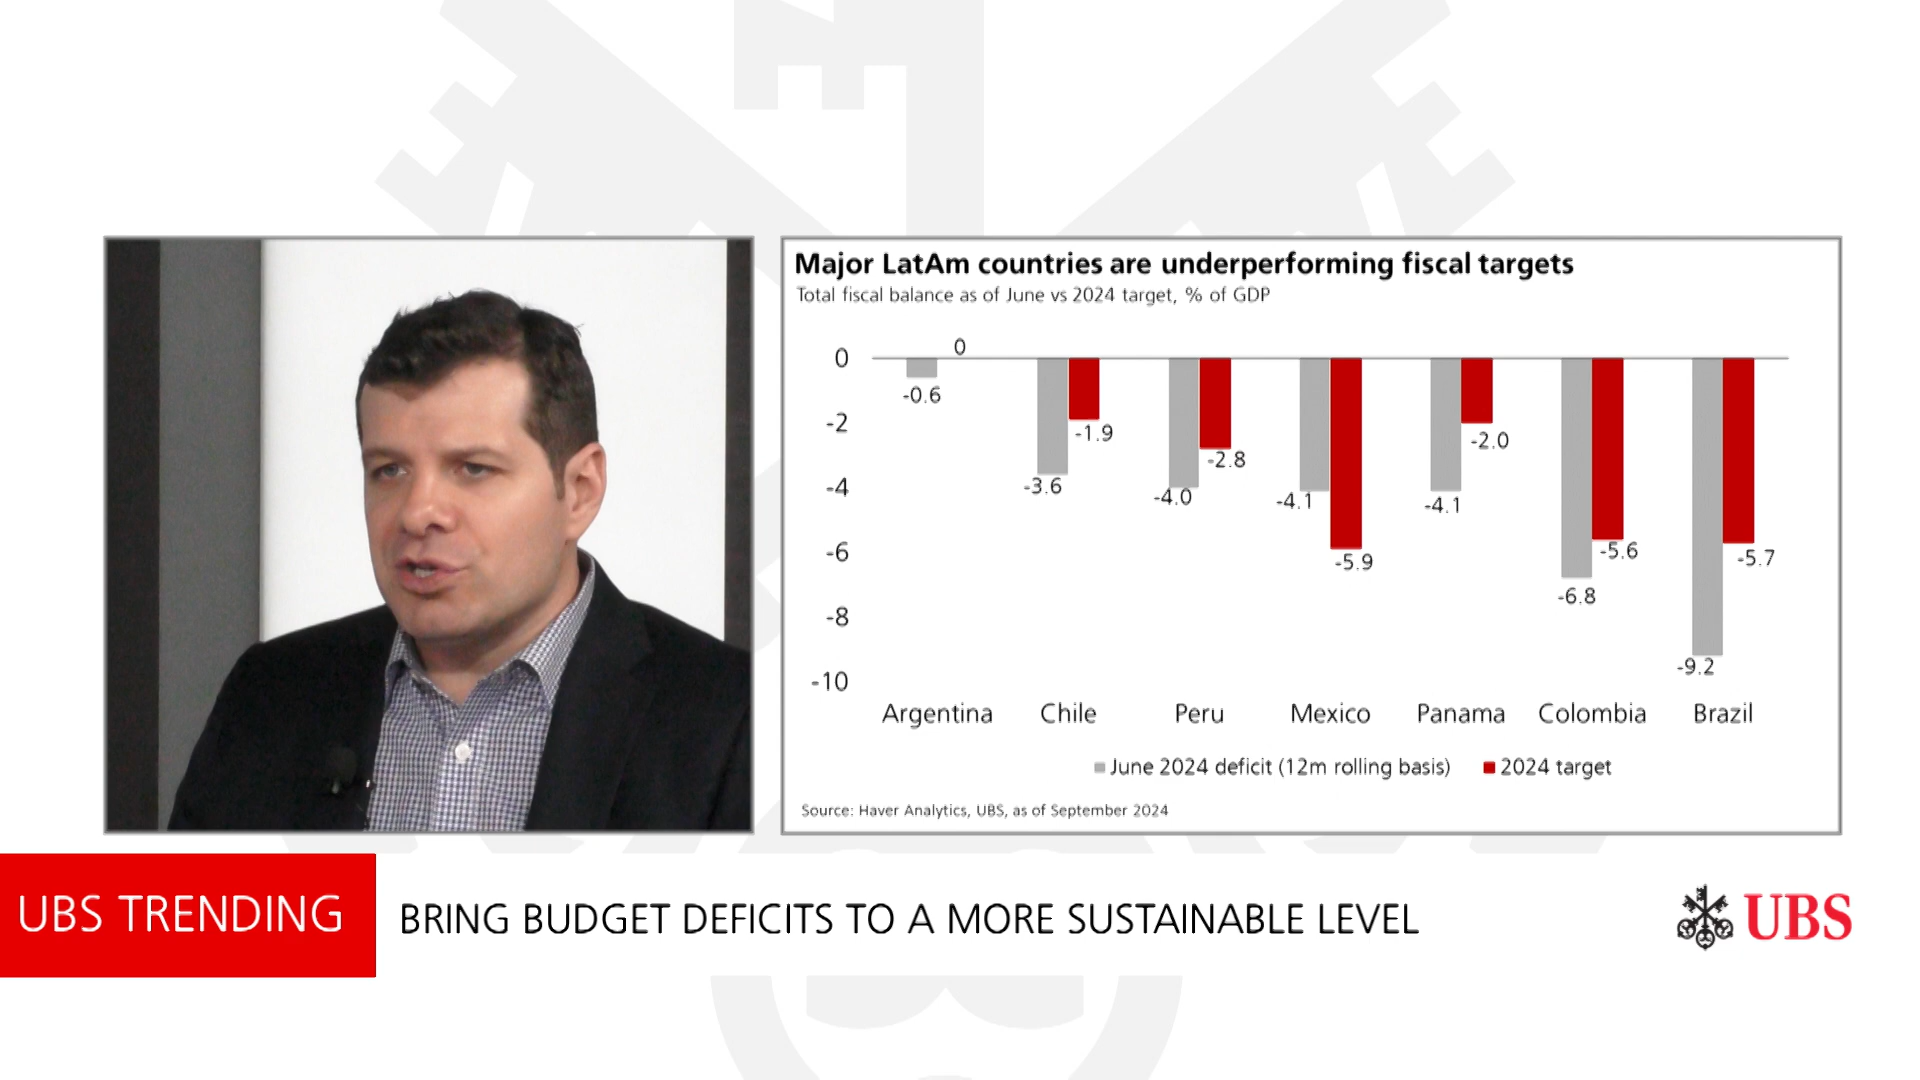 Major LatAm countries are underperforming fiscal targets
Total fiscal balance as of June vs 2024 target, % of GDP
0
-2
-4
-6
-8
-10
-0.6
0
-3.6
-1.9
-4.0
-2.8
-4.1
-5.9
-4.1
-2.0
-6.8
-5.6
-9.2
-5.7
Argentina Chile Peru Mexico Panama Colombia Brazil
June 2024 deficit (12m rolling basis) 2024 target
Source: Haver Analytics, UBS, as of September 2024
UBS TRENDING
BRING BUDGET DEFICITS TO A MORE SUSTAINABLE LEVEL
UBS